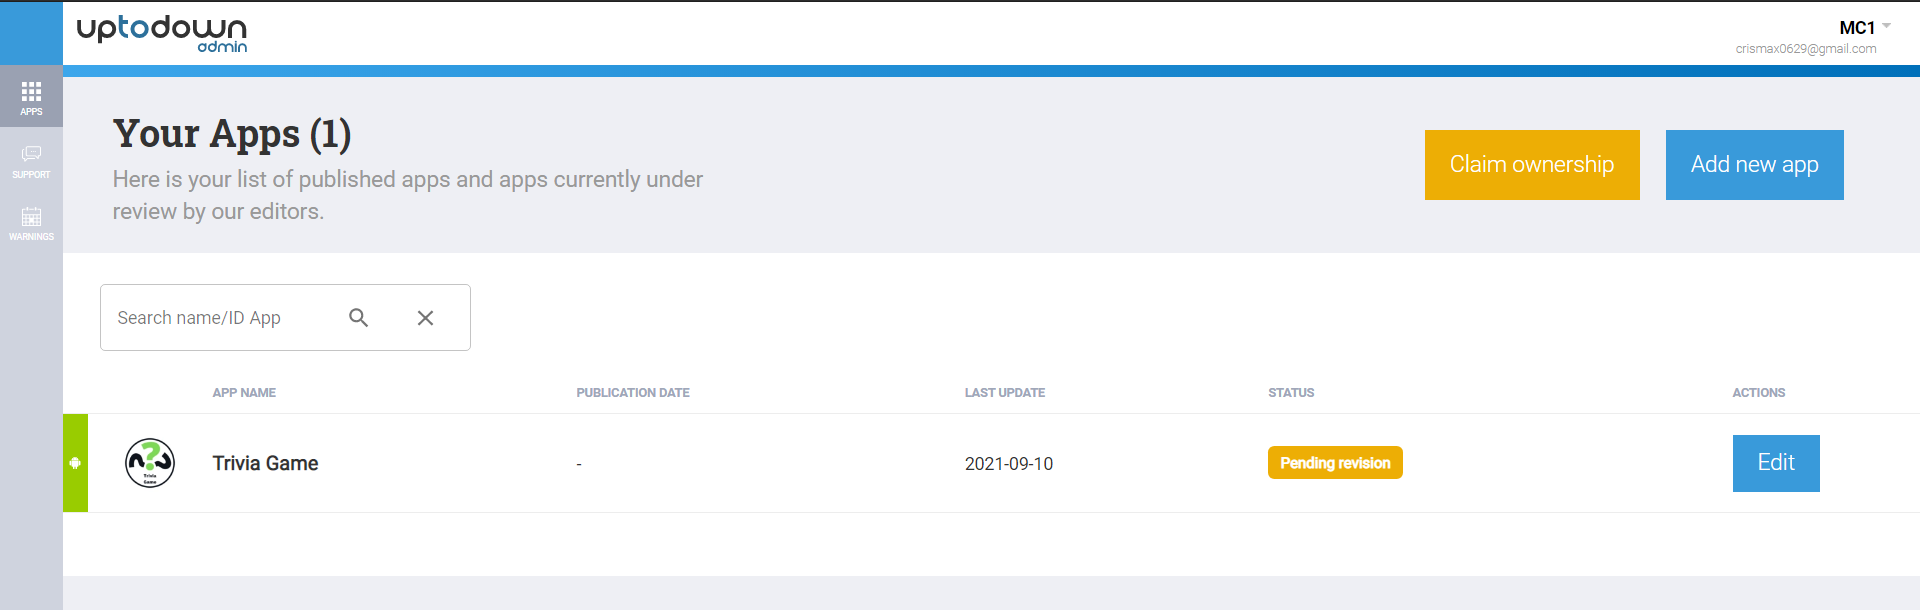 uptodown
admin
MC1
crismax0629@gmail.com
APPS
SUPPORT
WARNINGS
Your Apps (1)
Here is your list of published apps and apps currently under
review by our editors.
Claim ownership
Add new app
Search name/ID App
APP NAME PUBLICATION DATE LAST UPDATE STATUS ACTIONS
Trivia Game
Trivia Game - 2021-09-10 Pending revision Edit